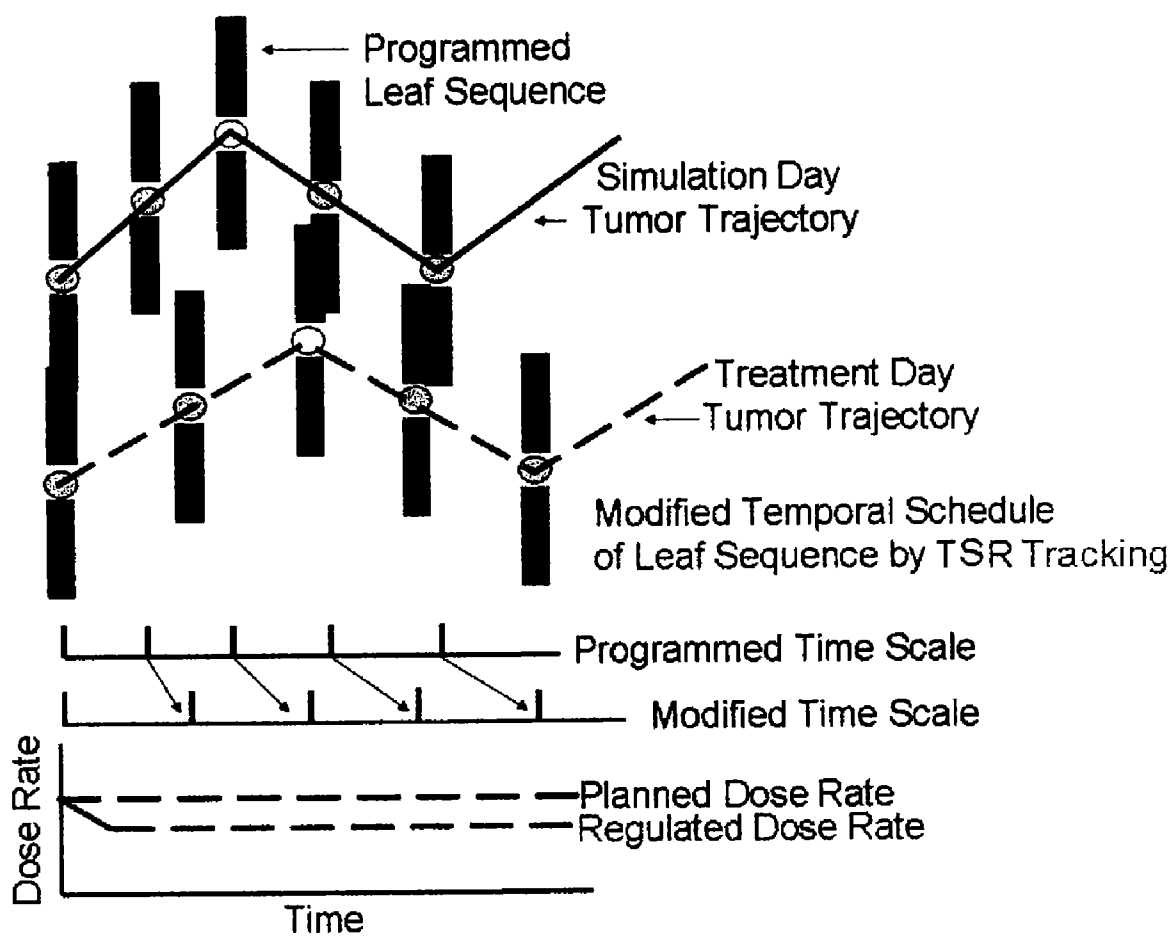 Programmed
Leaf Sequence
Simulation Day
Tumor Trajectory
Treatment Day
Tumor Trajectory
Modified Temporal Schedule
of Leaf Sequence by TSR Tracking
Programmed Time Scale
Modified Time Scale
Dose Rate
Planned Dose Rate
Regulated Dose Rate
Time